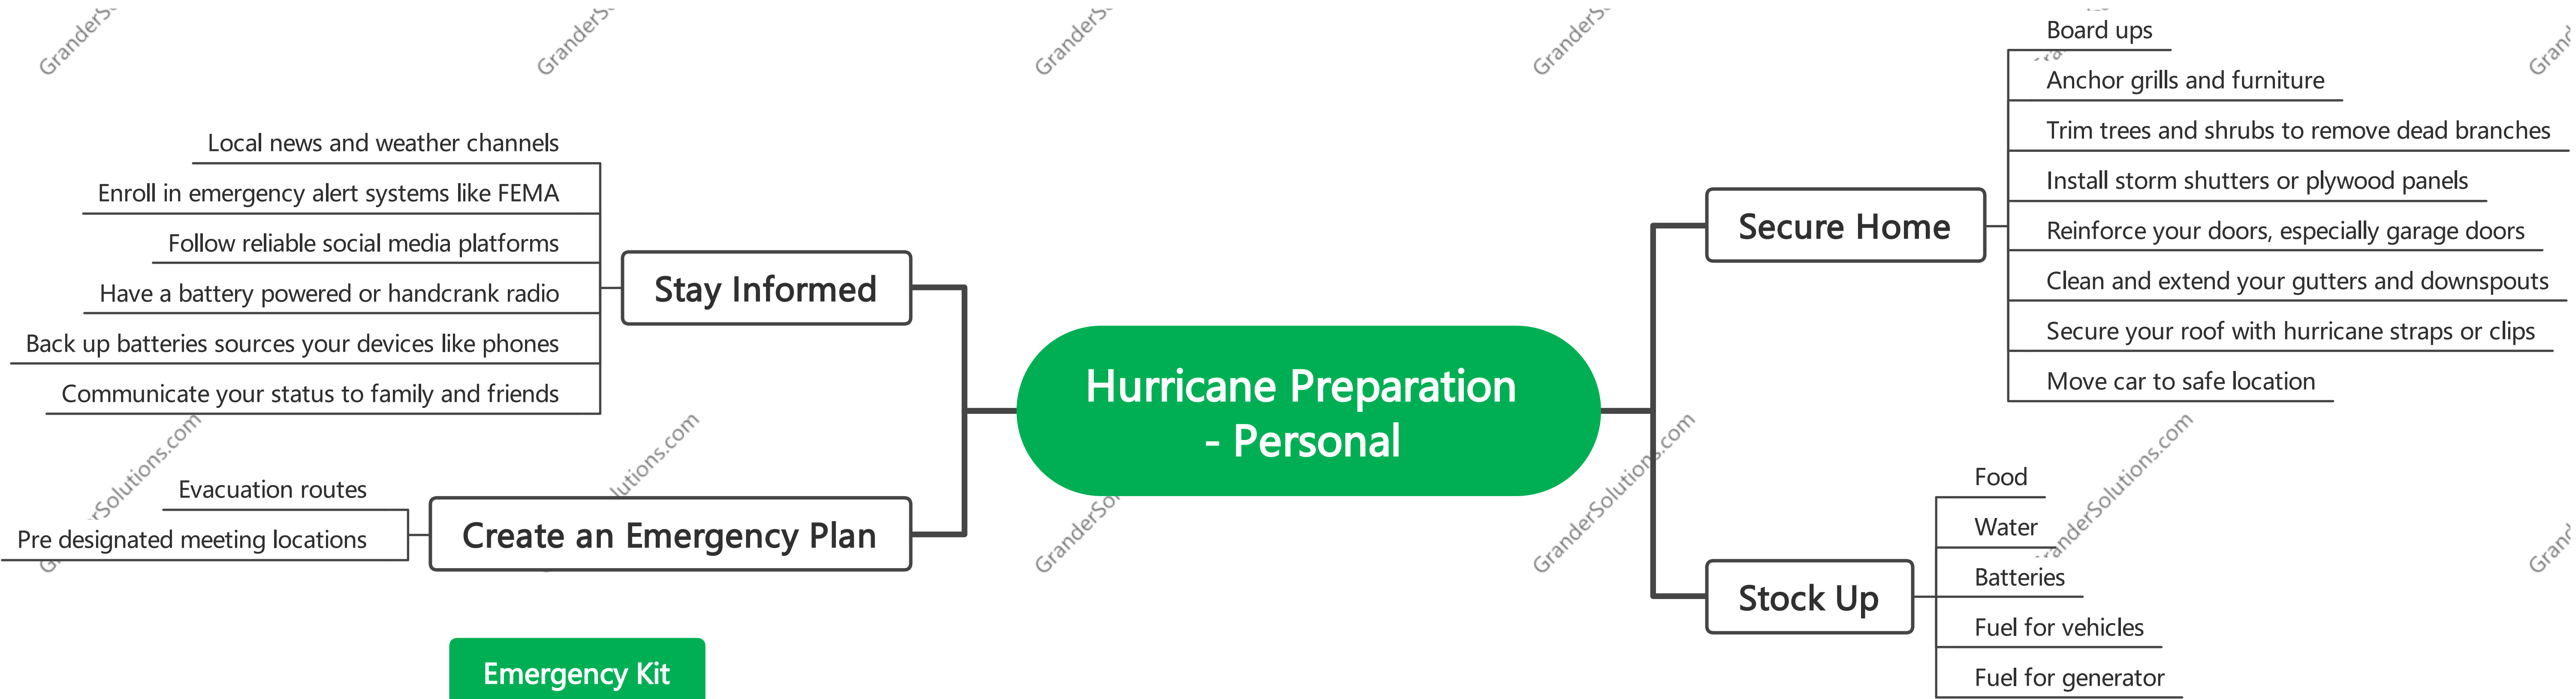 GranderS
GranderS
GranderS
GranderS
Grand
Hurricane Preparation
- Personal
Stay Informed
Local news and weather channels
Enroll in emergency alert systems like FEMA
Follow reliable social media platforms
Have a battery powered or handcrank radio
Back up batteries sources your devices like phones
Communicate your status to family and friends
Create an Emergency Plan
Evacuation routes
Pre designated meeting locations
Emergency Kit
Secure Home
Board ups
Anchor grills and furniture
Trim trees and shrubs to remove dead branches
Install storm shutters or plywood panels
Reinforce your doors, especially garage doors
Clean and extend your gutters and downspouts
Secure your roof with hurricane straps or clips
Move car to safe location
Stock Up
Food
Water
Batteries
Fuel for vehicles
Fuel for generator
GranderSolutions.com